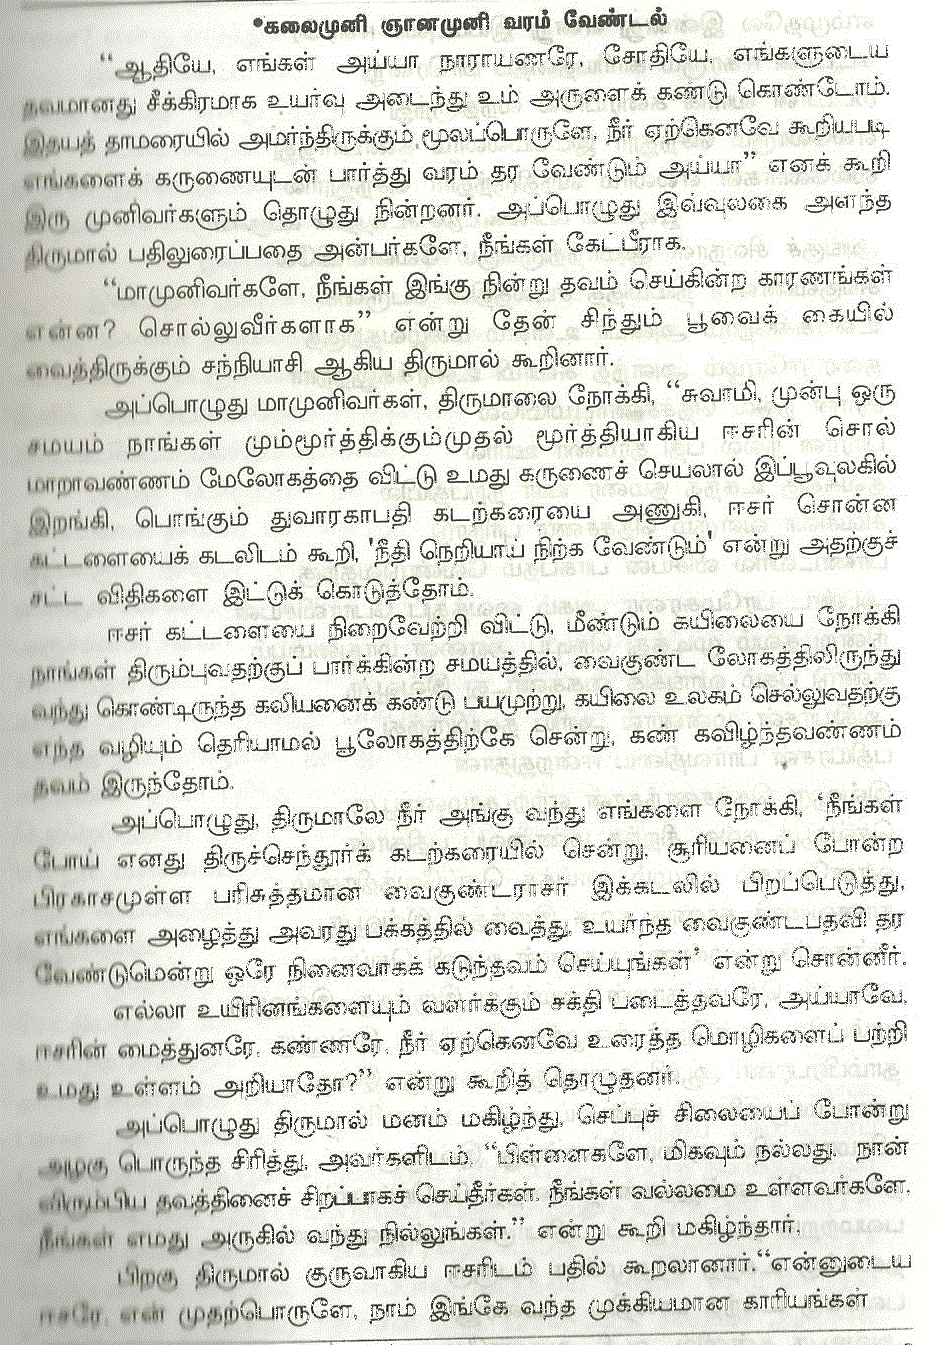 •கலைமுனி ஞானமுனி வரம் வேண்டல்
“ஆதியே, எங்கள் அய்யா நாராயணரே, சோதியே, எங்களுடைய
தவமானது சீக்கிரமாக உயர்வு அடைந்து உம் அருளைக் கண்டு கொண்டோம்.
இதயத் தாமரையில் அமர்ந்திருக்கும் மூலப்பொருளே, நீர் ஏற்கெனவே கூறியபடி
எங்களைக் கருணையுடன் பார்த்து வரம் தர வேண்டும் அய்யா” எனக் கூறி
இரு முனிவர்களும் தொழுது நின்றனர். அப்பொழுது இவ்வுலகை அளந்த
திருமால் பதிலுரைப்பதை அன்பர்களே, நீங்கள் கேட்பீராக.
“மாமுனிவர்களே, நீங்கள் இங்கு நின்று தவம் செய்கின்ற காரணங்கள்
என்ன? சொல்லுவீர்களாக” என்று தேன் சிந்தும் பூவைக் கையில்
வைத்திருக்கும் சந்நியாசி ஆகிய திருமால் கூறினார்.
அப்பொழுது மாமுனிவர்கள், திருமாலை நோக்கி, “சுவாமி, முன்பு ஒரு
சமயம் நாங்கள் மும்மூர்த்திக்கும்முதல் மூர்த்தியாகிய ஈசரின் சொல்
மாறாவண்ணம் மேலோகத்தை விட்டு உமது கருணைச் செயலால் இப்பூவுலகில்
இறங்கி, பொங்கும் துவாரகாபதி கடற்கரையை அணுகி, ஈசர் சொன்ன
கட்டளையைக் கடலிடம் கூறி, 'நீதி நெறியாய் நிற்க வேண்டும்' என்று அதற்குச்
சட்ட விதிகளை இட்டுக் கொடுத்தோம்.
ஈசர் கட்டளையை நிறைவேற்றி விட்டு, மீண்டும் கயிலையை நோக்கி
நாங்கள் திரும்புவதற்குப் பார்க்கின்ற சமயத்தில், வைகுண்ட லோகத்திலிருந்து
வந்து கொண்டிருந்த கலியனைக் கண்டு பயமுற்று, கயிலை உலகம் செல்லுவதற்கு
எந்த வழியும் தெரியாமல் பூலோகத்திற்கே சென்று, கண் கவிழ்ந்தவண்ணம்
தவம் இருந்தோம்.
அப்பொழுது, திருமாலே நீர் அங்கு வந்து எங்களை நோக்கி, ‘நீங்கள்
போய் எனது திருச்செந்தூர்க் கடற்கரையில் சென்று, சூரியனைப் போன்ற
பிரகாசமுள்ள பரிசுத்தமான வைகுண்டராசர் இக்கடலில் பிறப்பெடுத்து,
எங்களை அழைத்து அவரது பக்கத்தில் வைத்து, உயர்ந்த வைகுண்டபதவி தர
வேண்டுமென்று ஒரே நினைவாகக் கடுந்தவம் செய்யுங்கள்’ என்று சொன்னீர்.
எல்லா உயிரினங்களையும் வளர்க்கும் சக்தி படைத்தவரே, அய்யாவே,
ஈசரின் மைத்துனரே, கண்ணரே, நீர் ஏற்கெனவே உரைத்த மொழிகளைப் பற்றி
உமது உள்ளம் அறியாதோ?” என்று கூறித் தொழுதனர்.
அப்பொழுது திருமால் மனம் மகிழ்ந்து, செப்புச் சிலையைப் போன்று
அழகு பொருந்த சிரித்து, அவர்களிடம், “பிள்ளைகளே, மிகவும் நல்லது. நான்
விரும்பிய தவத்தினைச் சிறப்பாகச் செய்தீர்கள். நீங்கள் வல்லமை உள்ளவர்களே.
நீங்கள் எமது அருகில் வந்து நில்லுங்கள்.” என்று கூறி மகிழ்ந்தார்.
பிறகு திருமால் குருவாகிய ஈசரிடம் பதில் கூறலானார்.“என்னுடைய
ஈசரே, என் முதற்பொருளே, நாம் இங்கே வந்த முக்கியமான காரியங்கள்